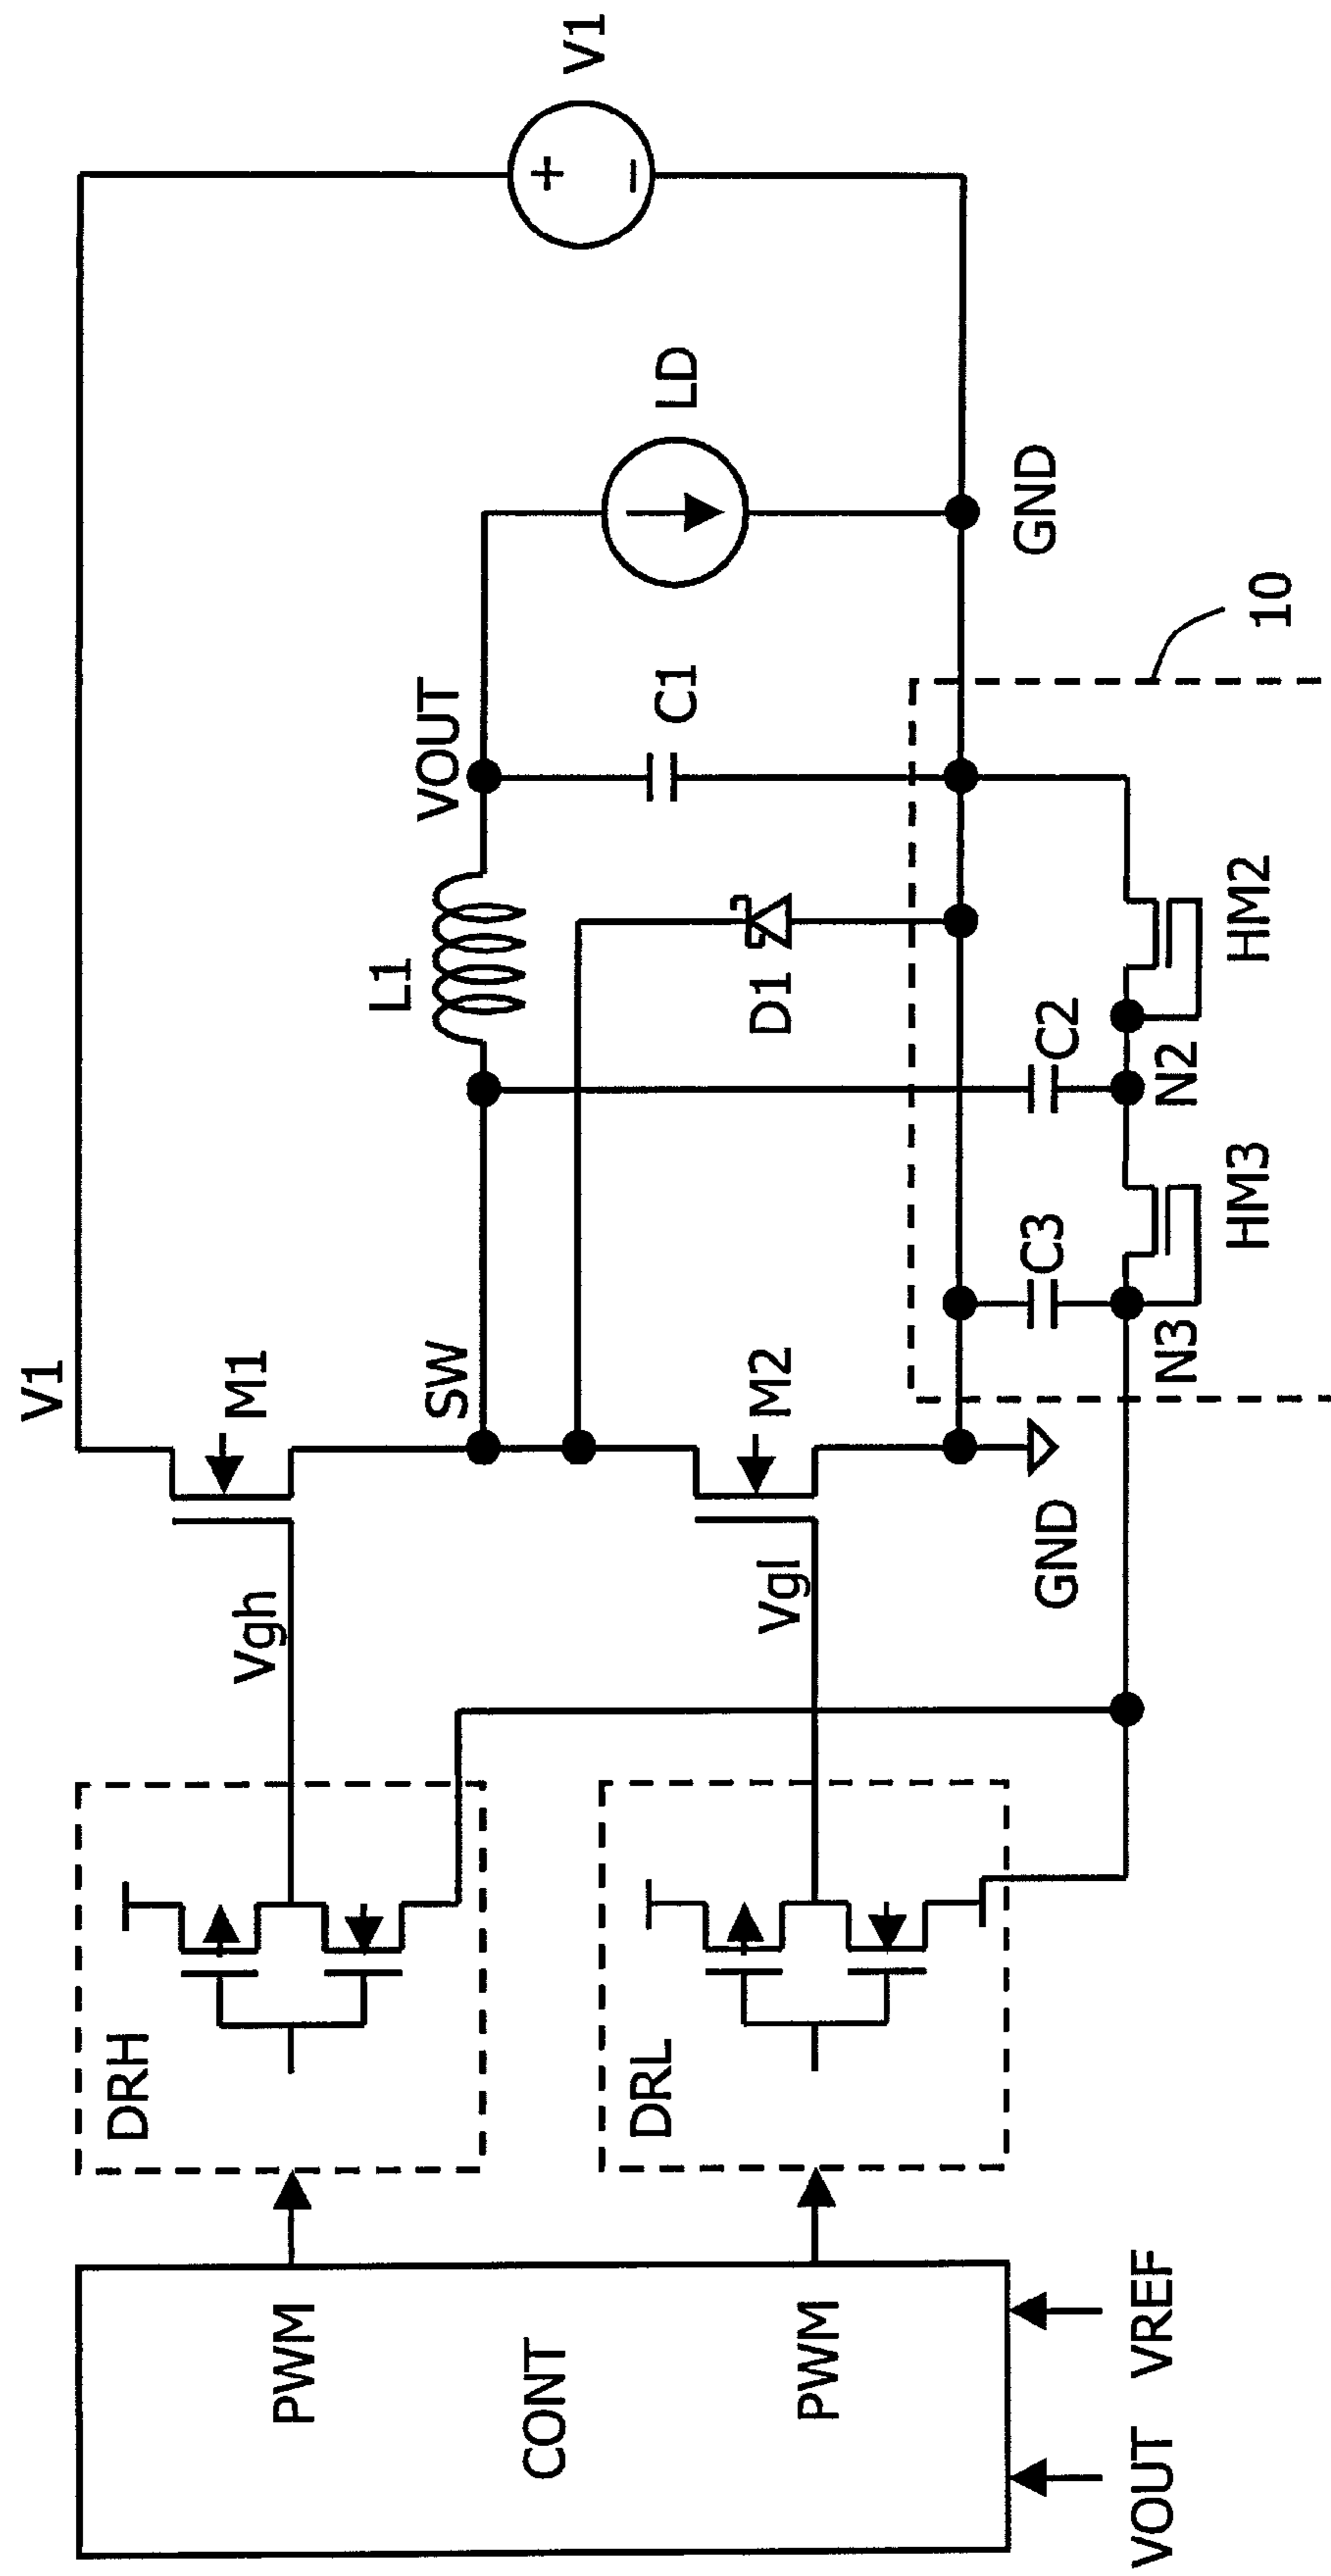 V1
V1
M1
Vgh
DRH
PWM
SW
L1
VOUT
LD
C1
D1
M2
Vgl
DRL
CONT
PWM
GND
GND
10
C2
C3
N2
N3
HM2
HM3
VOUT
VREF